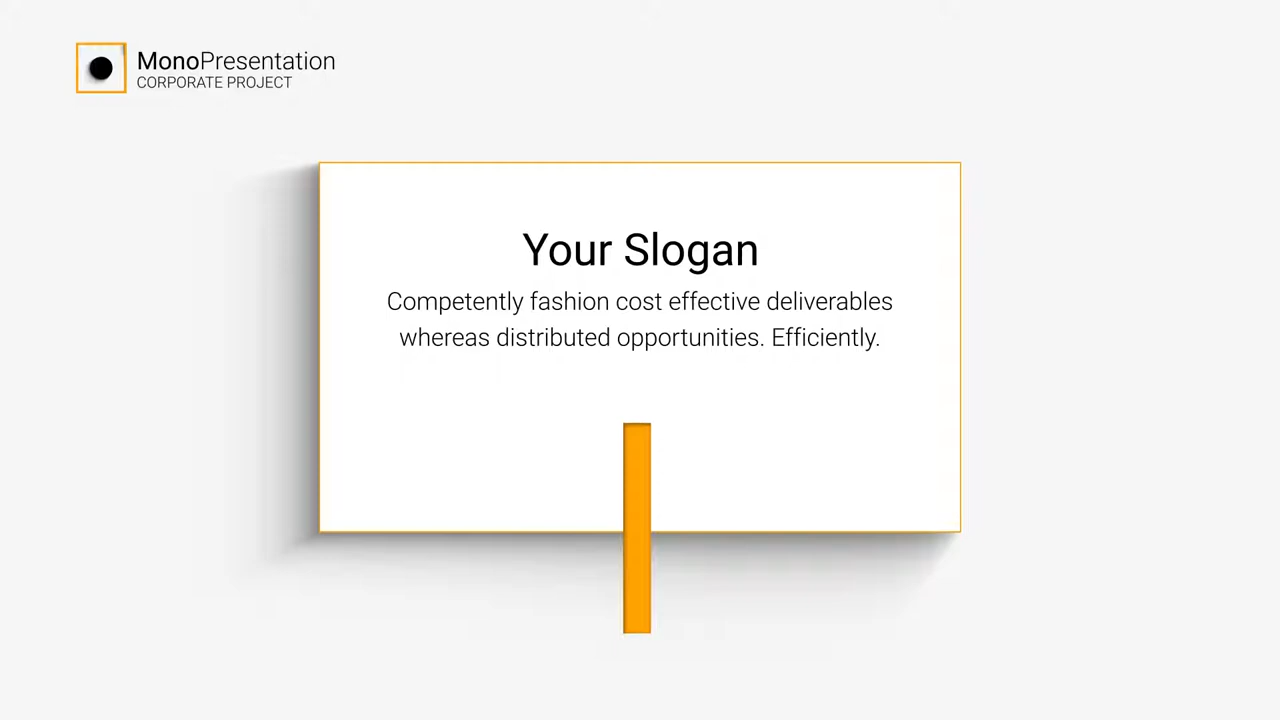 MonoPresentation
CORPORATE PROJECT
Your Slogan
Competently fashion cost effective deliverables
whereas distributed opportunities. Efficiently.